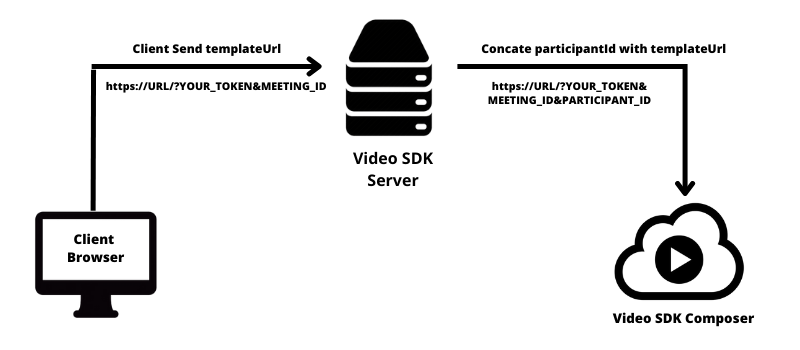 Client Send templateUrl
https://URL/?YOUR_TOKEN&MEETING_ID
Concate participantId with templateUrl
https://URL/?YOUR_TOKEN&
MEETING_ID&PARTICIPANT_ID
Video SDK
Server
Client
Browser
Video SDK Composer